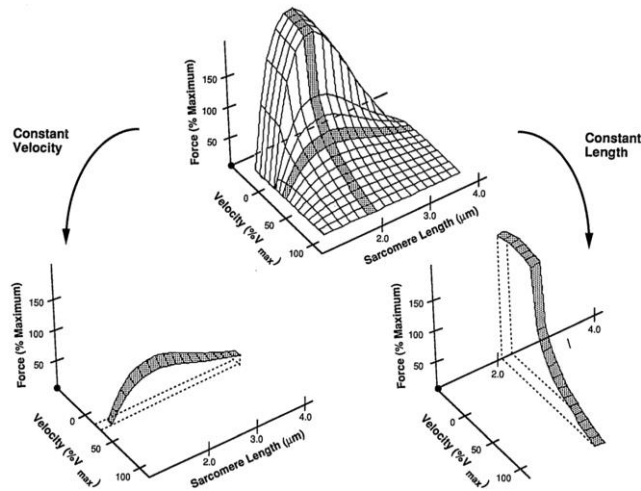 150
100
50
Force (% Maximum)
0
50
100
Velocity (%V max)
2.0
3.0
4.0
Sarcomere Length (µm)
Constant
Velocity
Constant
Length
150
100
50
Force (% Maximum)
0
50
100
Velocity (%V max)
2.0
3.0
4.0
Sarcomere Length (µm)
150
100
50
Force (% Maximum)
0
50
100
Velocity (%V max)
2.0
4.0